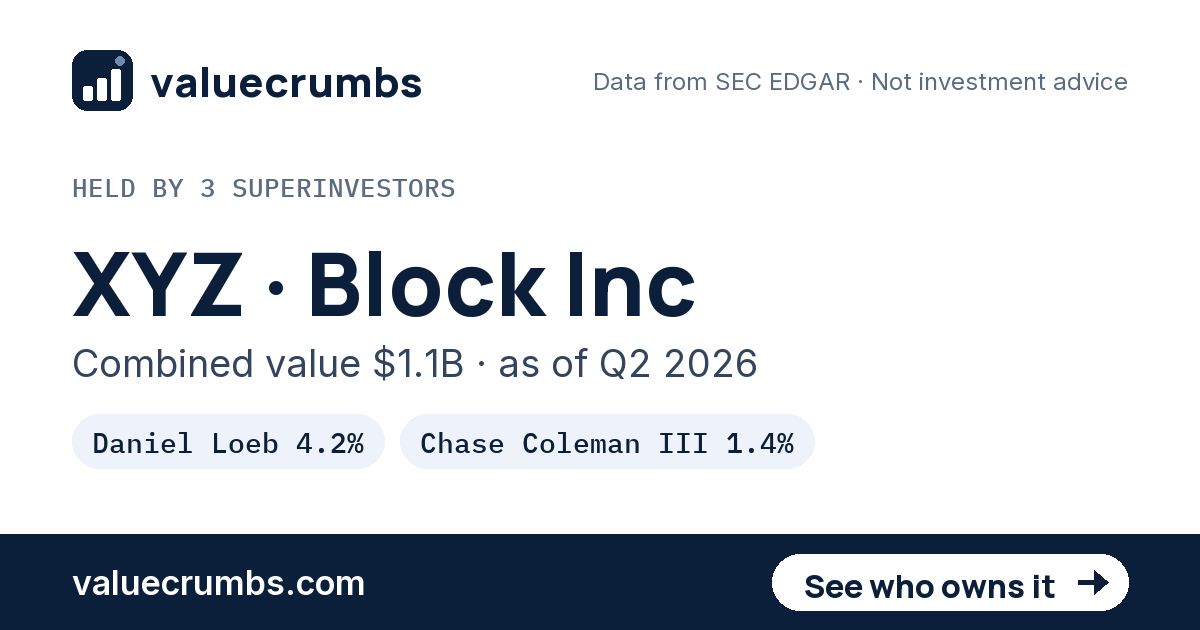 valuecrumbs
Data from SEC EDGAR · Not investment advice
HELD BY 3 SUPERINVESTORS
XYZ · Block Inc
Combined value $1.1B · as of Q2 2026
Daniel Loeb 4.2%
Chase Coleman III 1.4%
valuecrumbs.com
See who owns it →